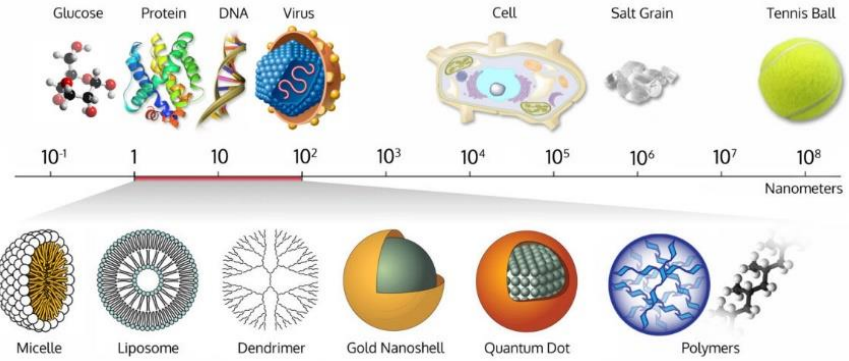 Glucose Protein DNA Virus Cell Salt Grain Tennis Ball
10⁻¹ 1 10 10² 10³ 10⁴ 10⁵ 10⁶ 10⁷ 10⁸
Nanometers
Micelle Liposome Dendrimer Gold Nanoshell Quantum Dot Polymers